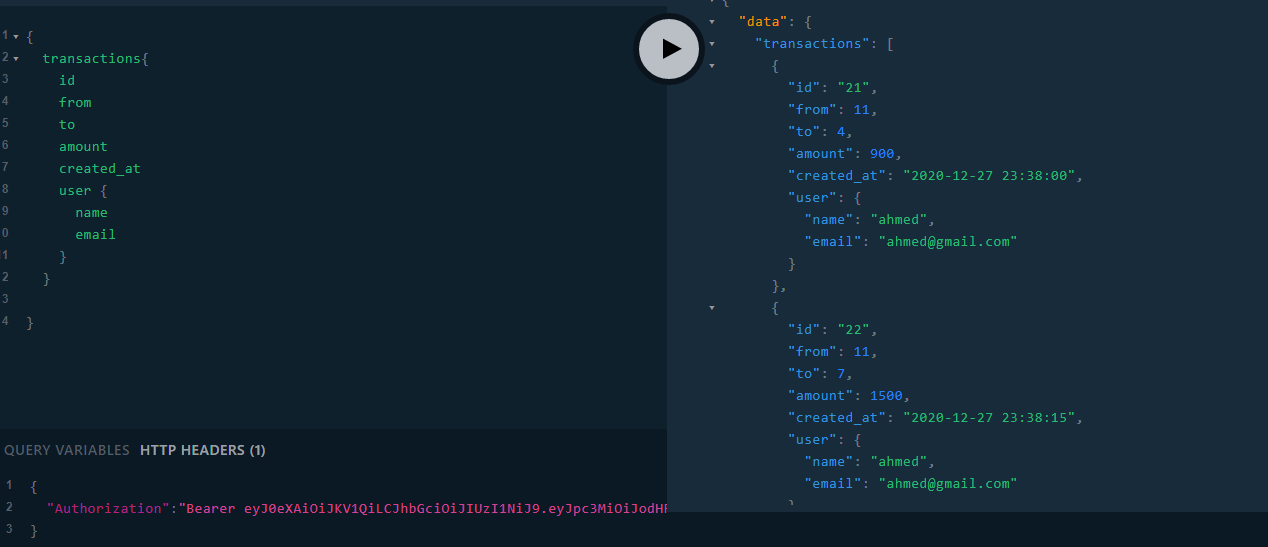 1 {
2 transactions{
3 id
4 from
5 to
6 amount
7 created_at
8 user {
9 name
0 email
1 }
2 }
3
4 }
QUERY VARIABLES HTTP HEADERS (1)
1 {
2 "Authorization":"Bearer eyJ0eXAiOiJKV1QiLCJhbGciOiJIUzI1NiJ9.eyJpc3MiOiJodHR
3 }
{
"data": {
"transactions": [
{
"id": "21",
"from": 11,
"to": 4,
"amount": 900,
"created_at": "2020-12-27 23:38:00",
"user": {
"name": "ahmed",
"email": "ahmed@gmail.com"
}
},
{
"id": "22",
"from": 11,
"to": 7,
"amount": 1500,
"created_at": "2020-12-27 23:38:15",
"user": {
"name": "ahmed",
"email": "ahmed@gmail.com"
}